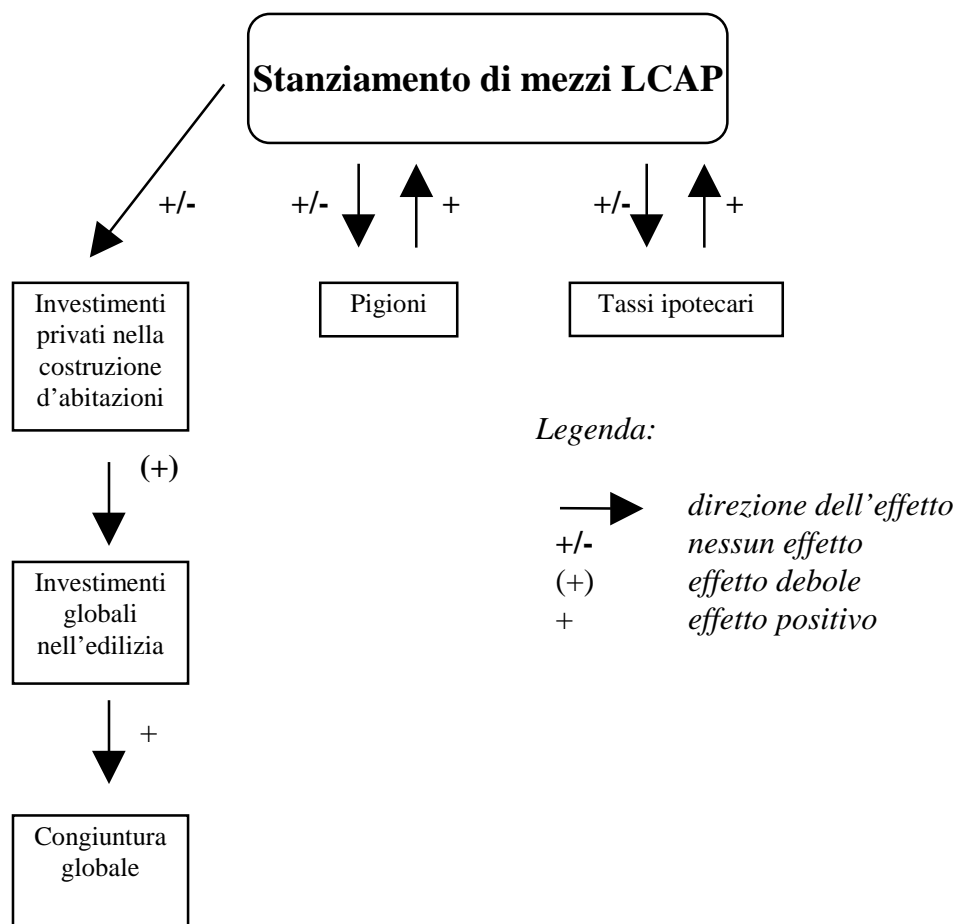 Stanziamento di mezzi LCAP
+/-
+/-
+
+/-
+
Investimenti
privati nella
costruzione
d’abitazioni
Pigioni
Tassi ipotecari
(+)
Investimenti
globali
nell’edilizia
+
Congiuntura
globale
Legenda:
direzione dell’effetto
+/- nessun effetto
(+) effetto debole
+ effetto positivo